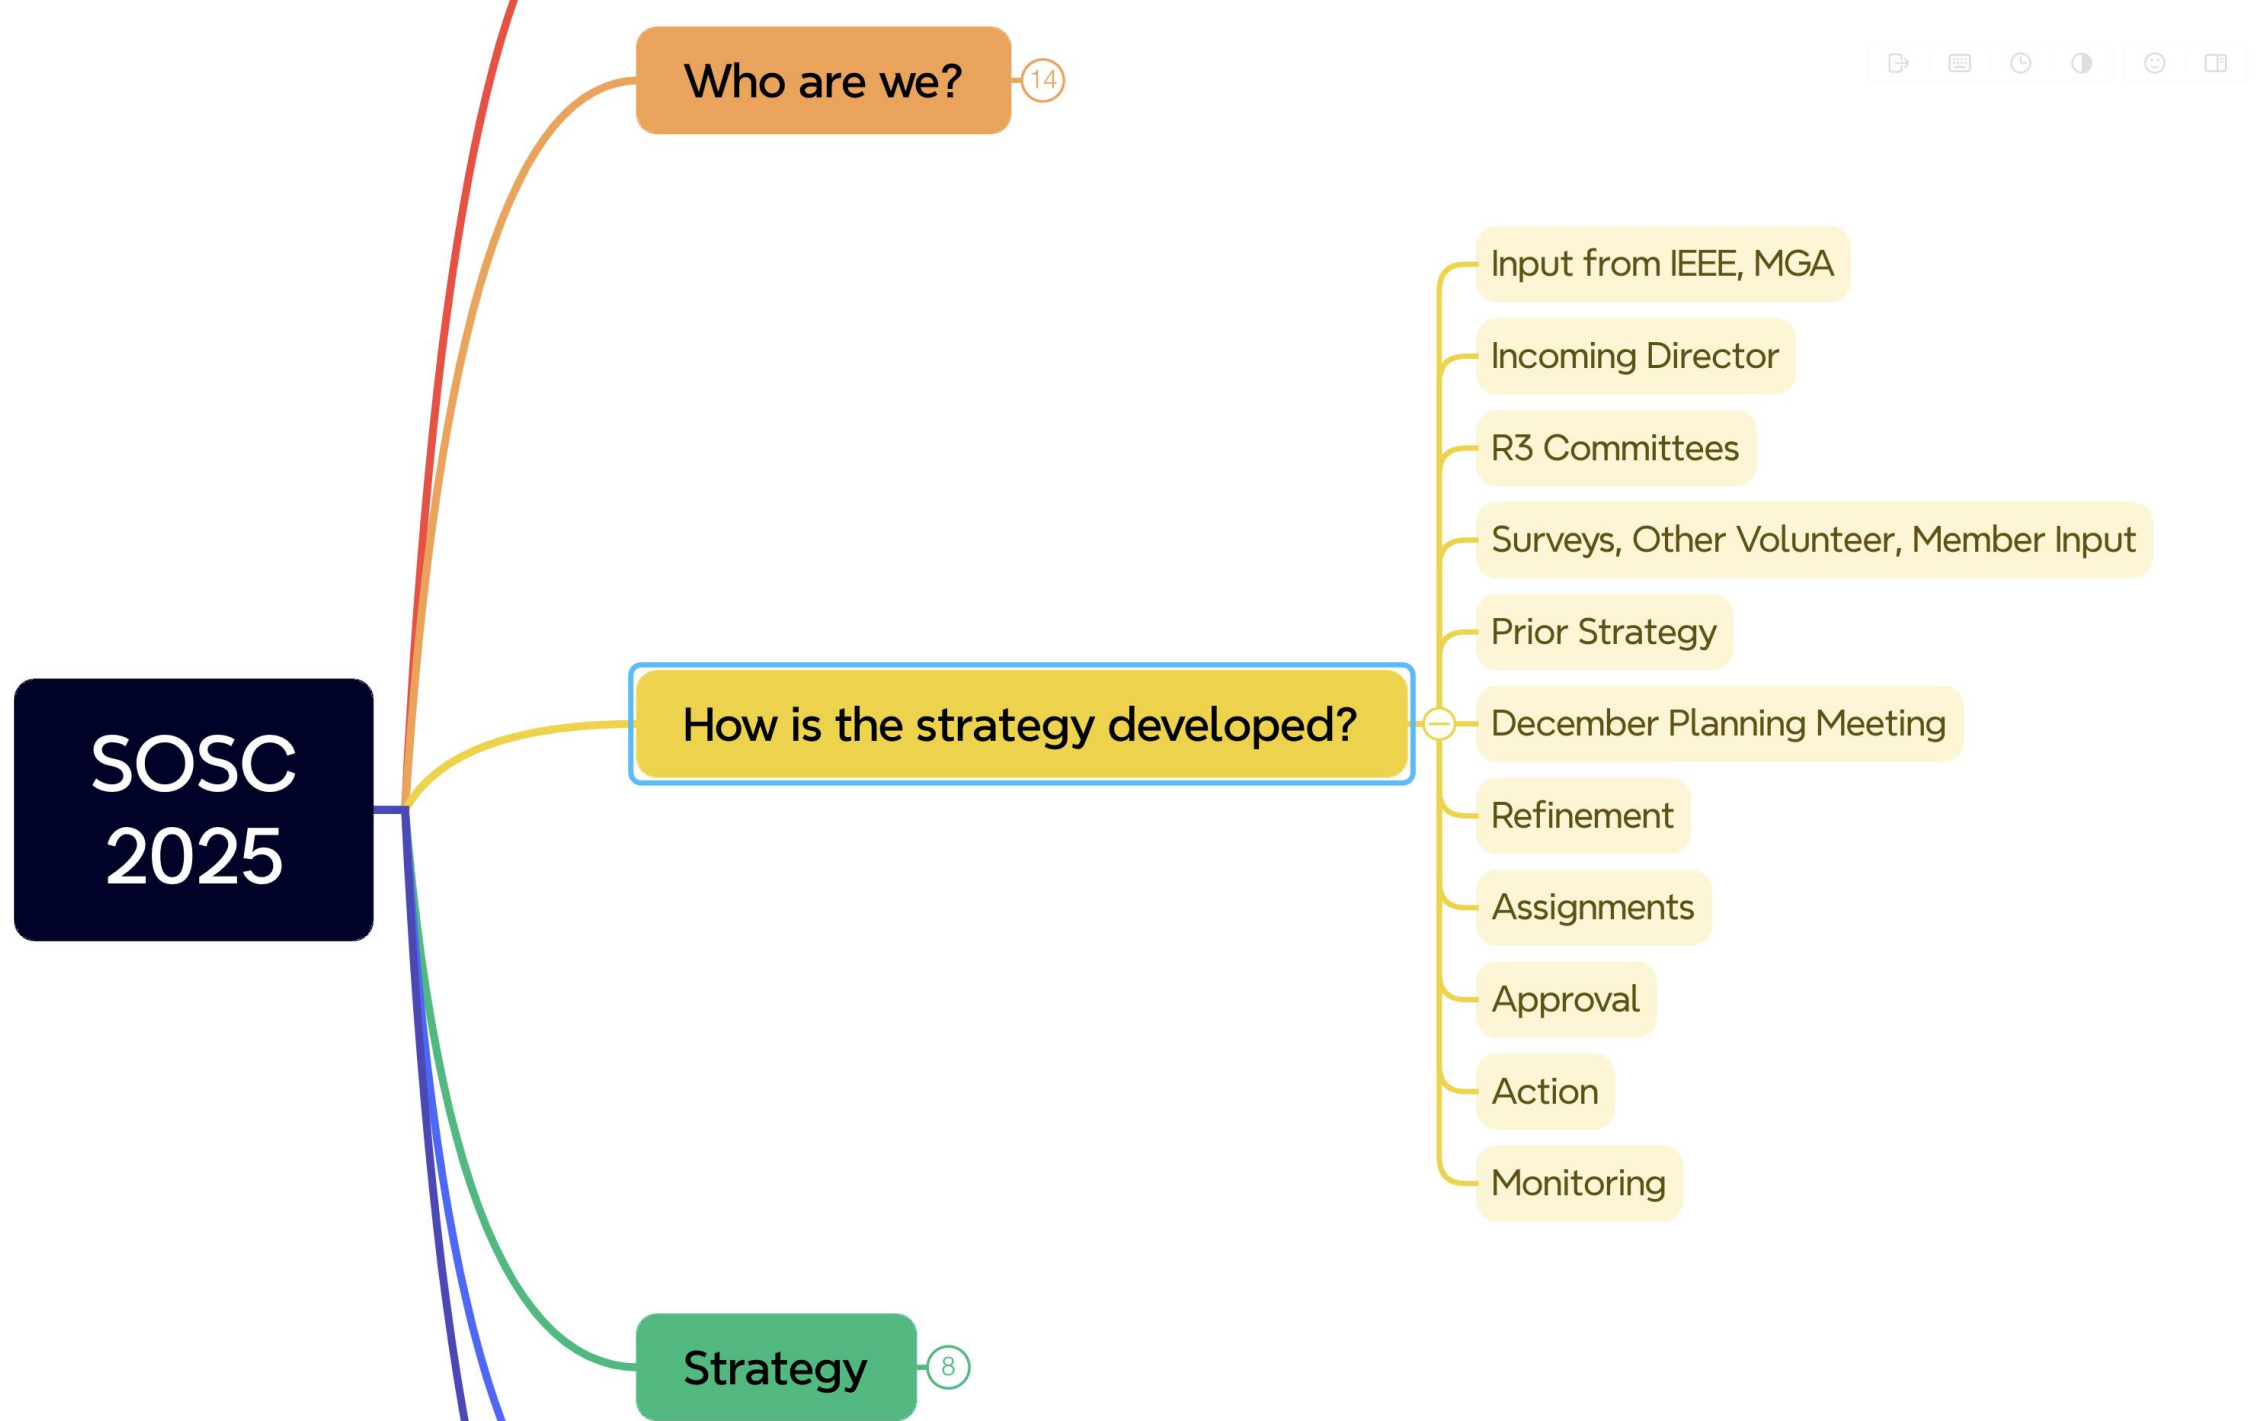 Who are we?
14
Input from IEEE, MGA
Incoming Director
R3 Committees
Surveys, Other Volunteer, Member Input
Prior Strategy
SOSC
2025
How is the strategy developed?
December Planning Meeting
Refinement
Assignments
Approval
Action
Monitoring
Strategy
8